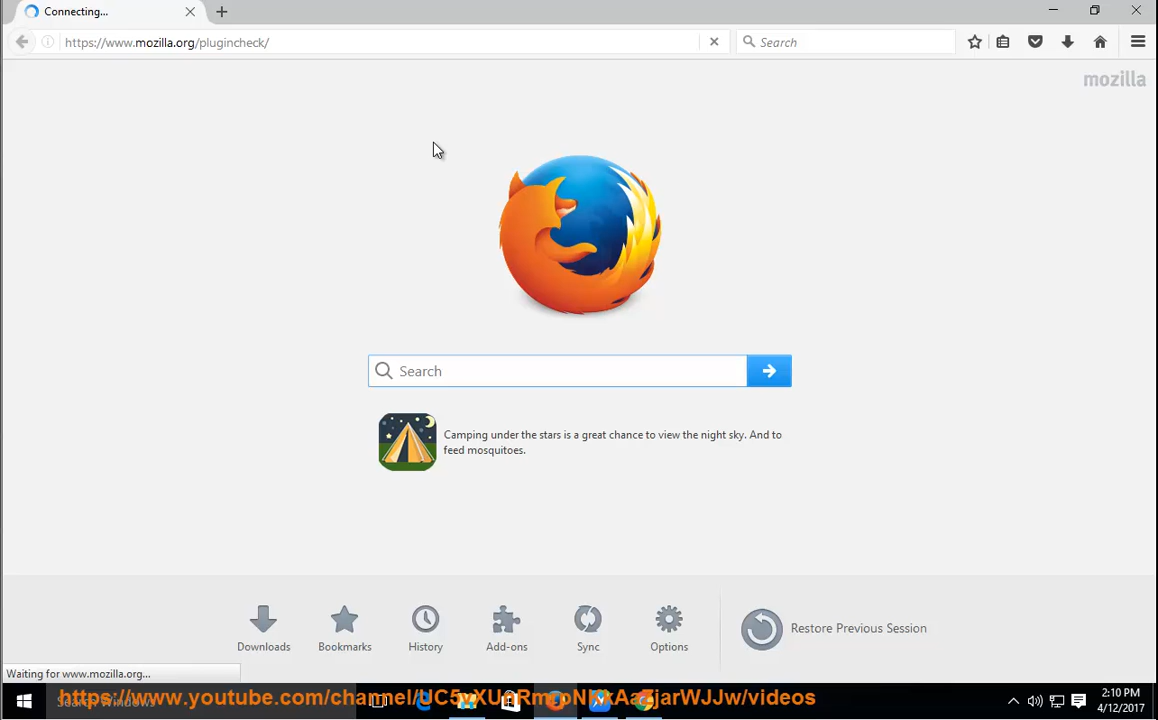 Connecting...
https://www.mozilla.org/plugincheck/
Search
mozilla
Search
Camping under the stars is a great chance to view the night sky. And to
feed mosquitoes.
Downloads
Bookmarks
History
Add-ons
Sync
Options
Restore Previous Session
Waiting for www.mozilla.org...
Search Windows
2:10 PM
4/12/2017